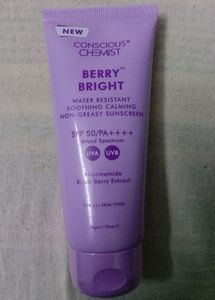 NEW
CONSCIOUS®
CHEMIST
BERRY™
BRIGHT
WATER RESISTANT
SOOTHING CALMING
NON-GREASY SUNSCREEN
SPF 50/PA++++
Broad Spectrum
UVA UVB
Niacinamide
Black Berry Extract
FOR ALL SKIN TYPES